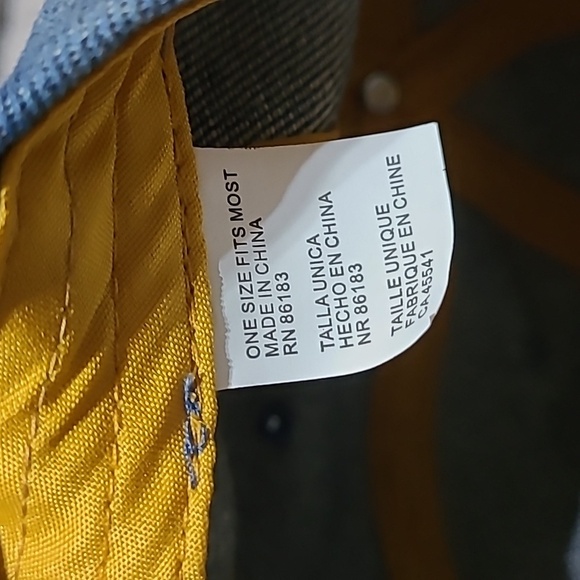 ONE SIZE FITS MOST
MADE IN CHINA
RN 86183
TALLA UNICA
HECHO EN CHINA
NR 86183
TAILLE UNIQUE
FABRIQUE EN CHINE
CA 45541